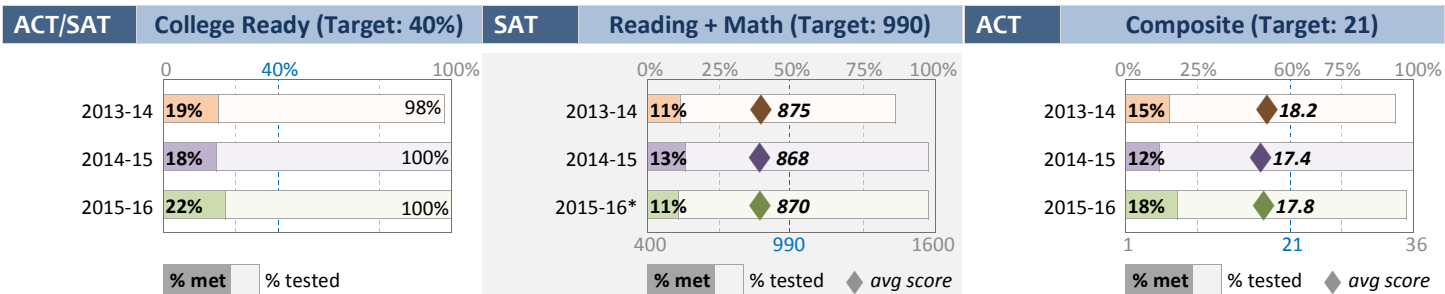 ACT/SAT College Ready (Target: 40%)
0 40% 100%
2013-14 19% 98%
2014-15 18% 100%
2015-16 22% 100%
% met % tested
SAT Reading + Math (Target: 990)
0% 25% 50% 75% 100%
2013-14 11% 875
2014-15 13% 868
2015-16* 11% 870
400 990 1600
% met % tested avg score
ACT Composite (Target: 21)
0% 25% 60% 75% 100%
2013-14 15% 18.2
2014-15 12% 17.4
2015-16 18% 17.8
1 21 36
% met % tested avg score